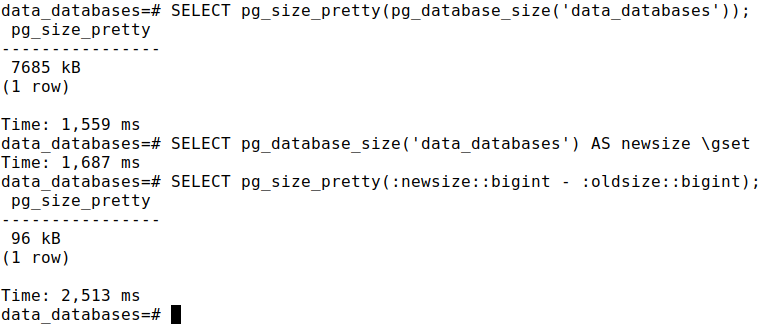 data_databases=# SELECT pg_size_pretty(pg_database_size('data_databases'));
 pg_size_pretty
----------------
 7685 kB
(1 row)

Time: 1,559 ms
data_databases=# SELECT pg_database_size('data_databases') AS newsize \gset
Time: 1,687 ms
data_databases=# SELECT pg_size_pretty(:newsize::bigint - :oldsize::bigint);
 pg_size_pretty
----------------
 96 kB
(1 row)

Time: 2,513 ms
data_databases=#